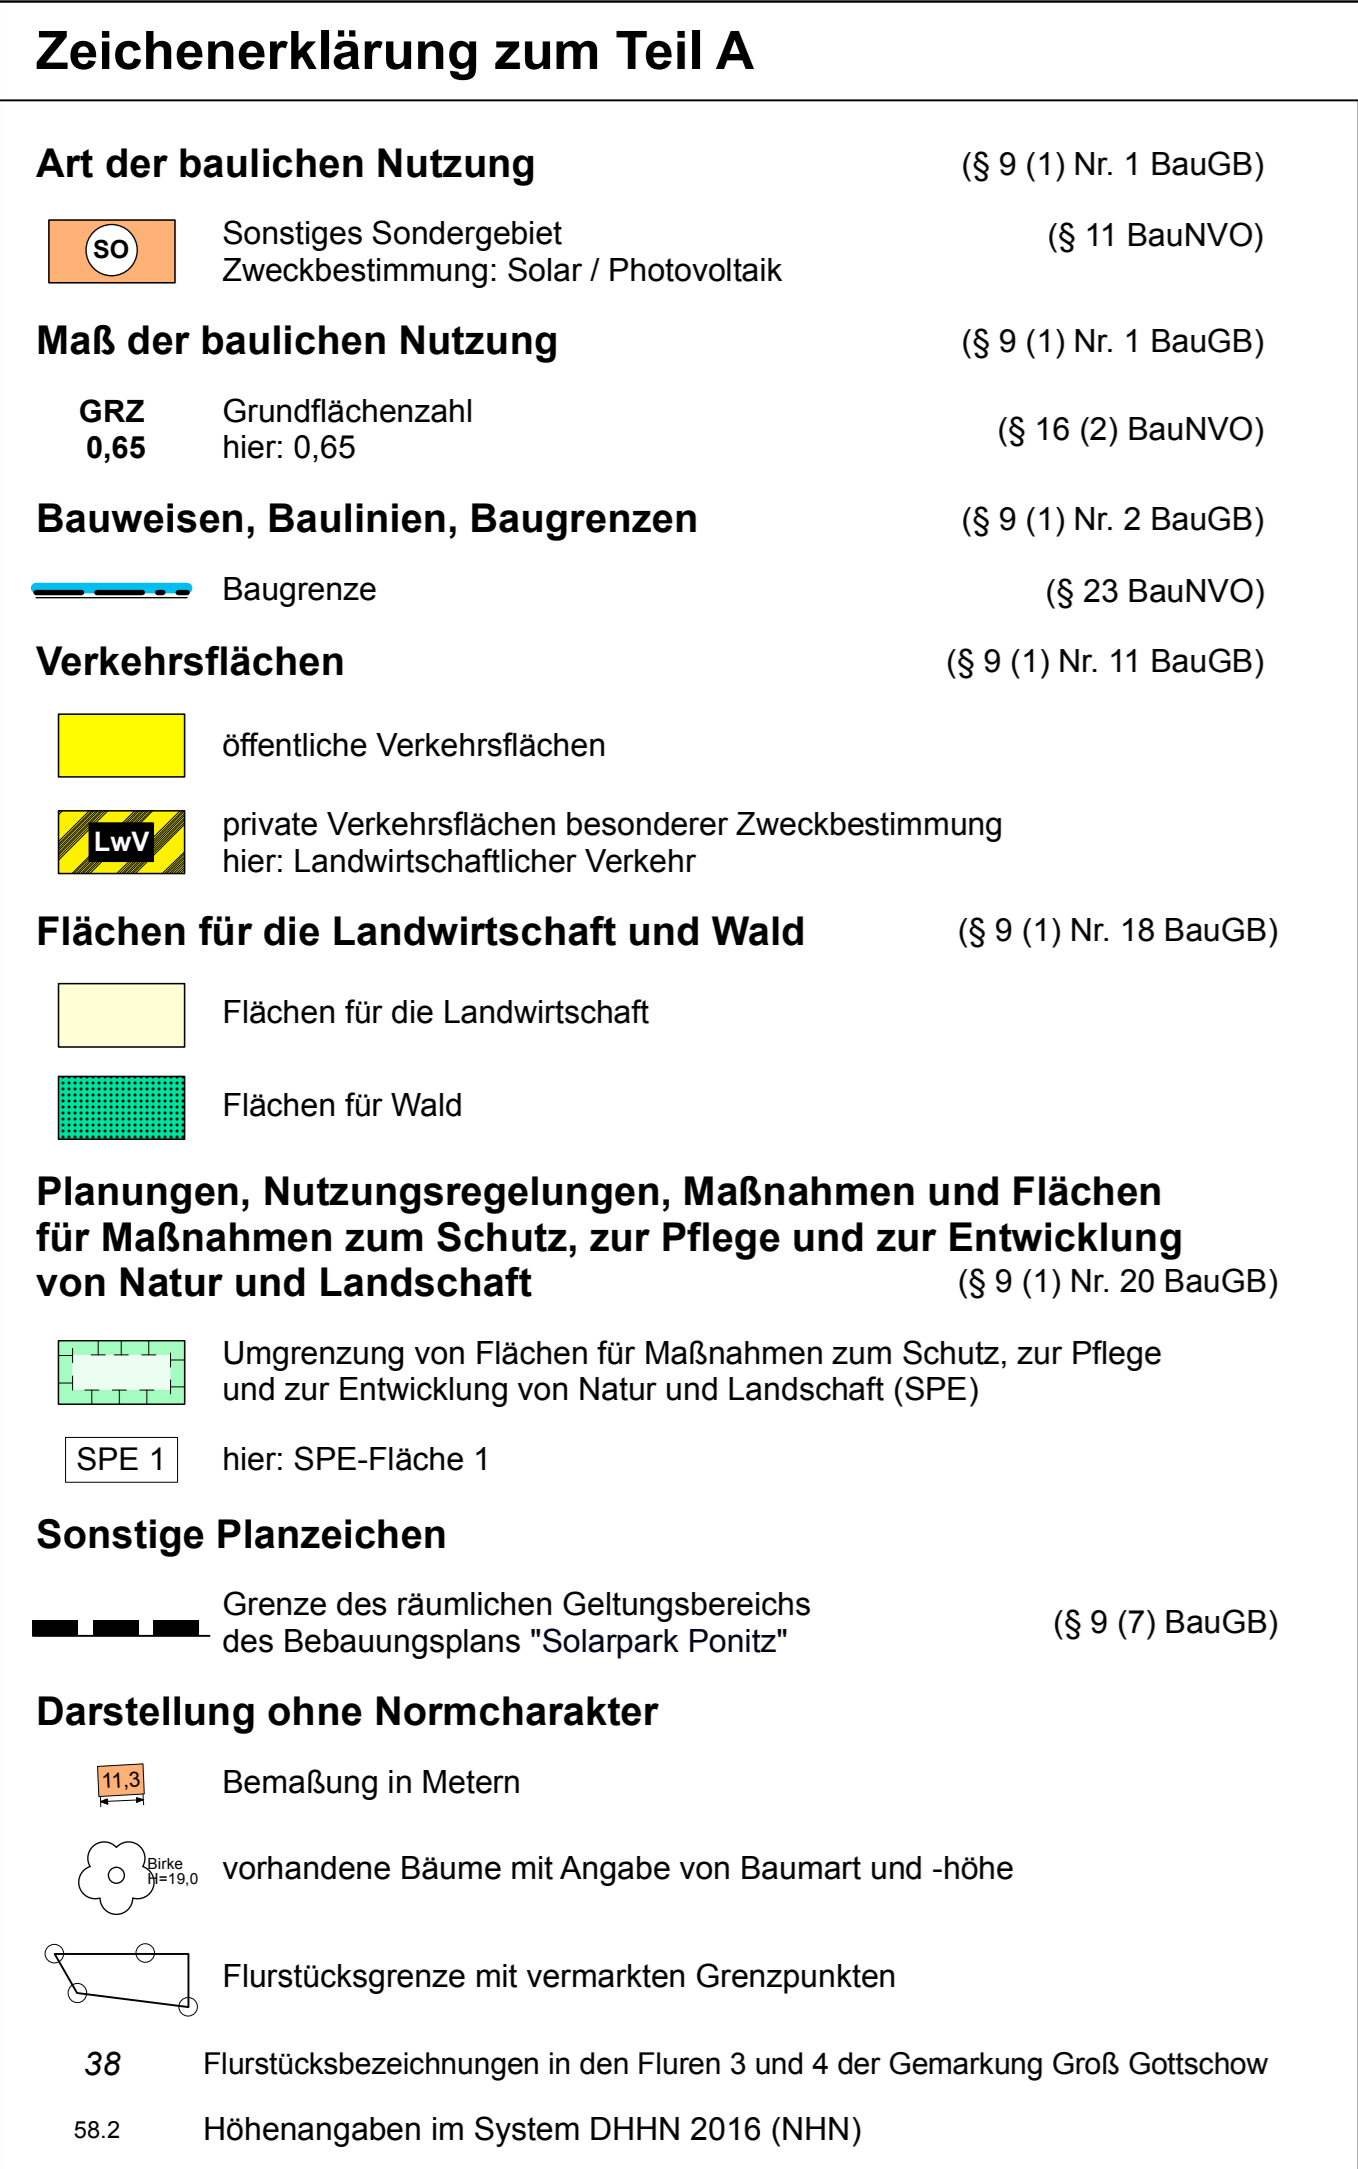 Zeichenerklärung zum Teil A
Art der baulichen Nutzung (§ 9 (1) Nr. 1 BauGB)
SO Sonstiges Sondergebiet (§ 11 BauNVO)
Zweckbestimmung: Solar / Photovoltaik
Maß der baulichen Nutzung (§ 9 (1) Nr. 1 BauGB)
GRZ Grundflächenzahl
0,65 hier: 0,65 (§ 16 (2) BauNVO)
Bauweisen, Baulinien, Baugrenzen (§ 9 (1) Nr. 2 BauGB)
Baugrenze (§ 23 BauNVO)
Verkehrsflächen (§ 9 (1) Nr. 11 BauGB)
öffentliche Verkehrsflächen
LwV private Verkehrsflächen besonderer Zweckbestimmung
hier: Landwirtschaftlicher Verkehr
Flächen für die Landwirtschaft und Wald (§ 9 (1) Nr. 18 BauGB)
Flächen für die Landwirtschaft
Flächen für Wald
Planungen, Nutzungsregelungen, Maßnahmen und Flächen
für Maßnahmen zum Schutz, zur Pflege und zur Entwicklung
von Natur und Landschaft (§ 9 (1) Nr. 20 BauGB)
Umgrenzung von Flächen für Maßnahmen zum Schutz, zur Pflege
und zur Entwicklung von Natur und Landschaft (SPE)
SPE 1 hier: SPE-Fläche 1
Sonstige Planzeichen
Grenze des räumlichen Geltungsbereichs
des Bebauungsplans "Solarpark Ponitz" (§ 9 (7) BauGB)
Darstellung ohne Normcharakter
11,3 Bemaßung in Metern
Birke
H=19,0 vorhandene Bäume mit Angabe von Baumart und -höhe
Flurstücksgrenze mit vermarkten Grenzpunkten
38 Flurstücksbezeichnungen in den Fluren 3 und 4 der Gemarkung Groß Gottschow
58.2 Höhenangaben im System DHHN 2016 (NHN)